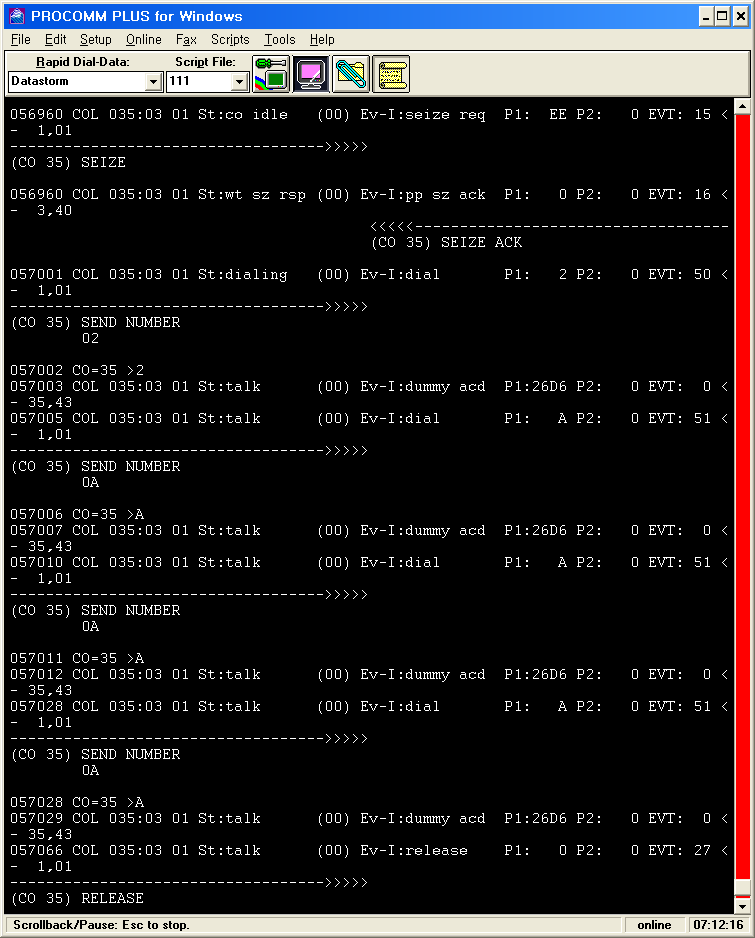 PROCOMM PLUS for Windows
File Edit Setup Online Fax Scripts Tools Help
Rapid Dial-Data: Script File:
Datastorm 111
056960 COL 035:03 01 St:co idle   (00) Ev-I:seize req  P1:  EE P2:   0 EVT: 15 <
-  1,01
----------------------------------->>>>>
(CO 35) SEIZE
056960 COL 035:03 01 St:wt sz rsp (00) Ev-I:pp sz ack  P1:   0 P2:   0 EVT: 16 <
-  3,40
<<<<<-----------------------------------
(CO 35) SEIZE ACK
057001 COL 035:03 01 St:dialing   (00) Ev-I:dial       P1:   2 P2:   0 EVT: 50 <
-  1,01
----------------------------------->>>>>
(CO 35) SEND NUMBER
02
057002 CO=35 >2
057003 COL 035:03 01 St:talk      (00) Ev-I:dummy acd  P1:26D6 P2:   0 EVT:  0 <
- 35,43
057005 COL 035:03 01 St:talk      (00) Ev-I:dial       P1:   A P2:   0 EVT: 51 <
-  1,01
----------------------------------->>>>>
(CO 35) SEND NUMBER
0A
057006 CO=35 >A
057007 COL 035:03 01 St:talk      (00) Ev-I:dummy acd  P1:26D6 P2:   0 EVT:  0 <
- 35,43
057010 COL 035:03 01 St:talk      (00) Ev-I:dial       P1:   A P2:   0 EVT: 51 <
-  1,01
----------------------------------->>>>>
(CO 35) SEND NUMBER
0A
057011 CO=35 >A
057012 COL 035:03 01 St:talk      (00) Ev-I:dummy acd  P1:26D6 P2:   0 EVT:  0 <
- 35,43
057028 COL 035:03 01 St:talk      (00) Ev-I:dial       P1:   A P2:   0 EVT: 51 <
-  1,01
----------------------------------->>>>>
(CO 35) SEND NUMBER
0A
057028 CO=35 >A
057029 COL 035:03 01 St:talk      (00) Ev-I:dummy acd  P1:26D6 P2:   0 EVT:  0 <
- 35,43
057066 COL 035:03 01 St:talk      (00) Ev-I:release    P1:   0 P2:   0 EVT: 27 <
-  1,01
----------------------------------->>>>>
(CO 35) RELEASE
Scrollback/Pause: Esc to stop. online 07:12:16